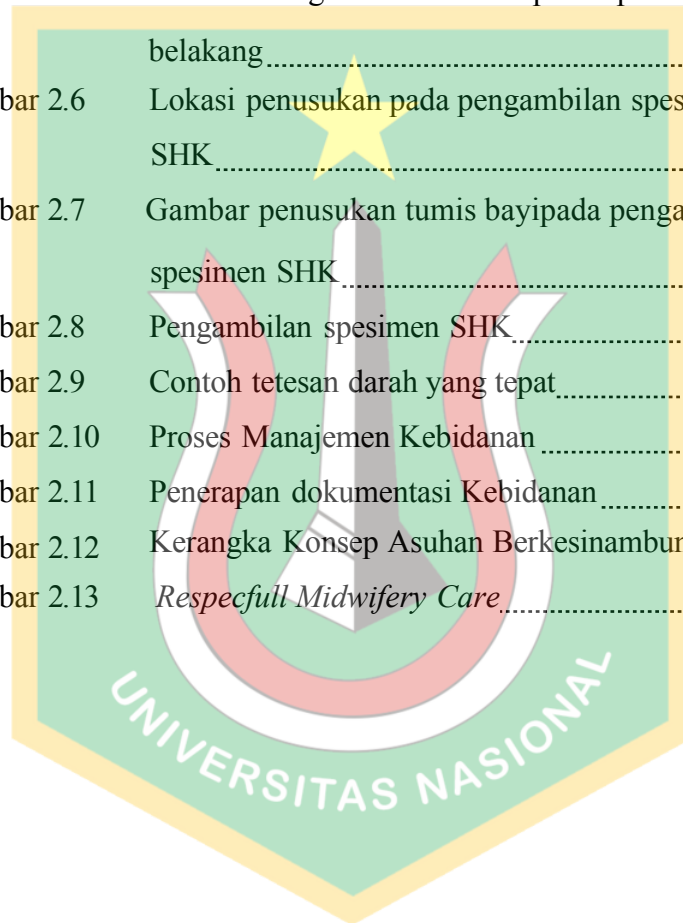 belakang
bar 2.6 Lokasi penusukan pada pengambilan spes
SHK
bar 2.7 Gambar penusukan tumis bayipada penga
spesimen SHK
bar 2.8 Pengambilan spesimen SHK
bar 2.9 Contoh tetesan darah yang tepat
bar 2.10 Proses Manajemen Kebidanan
bar 2.11 Penerapan dokumentasi Kebidanan
bar 2.12 Kerangka Konsep Asuhan Berkesinambun
bar 2.13 Respecfull Midwifery Care
UNIVERSITAS NASIONAL